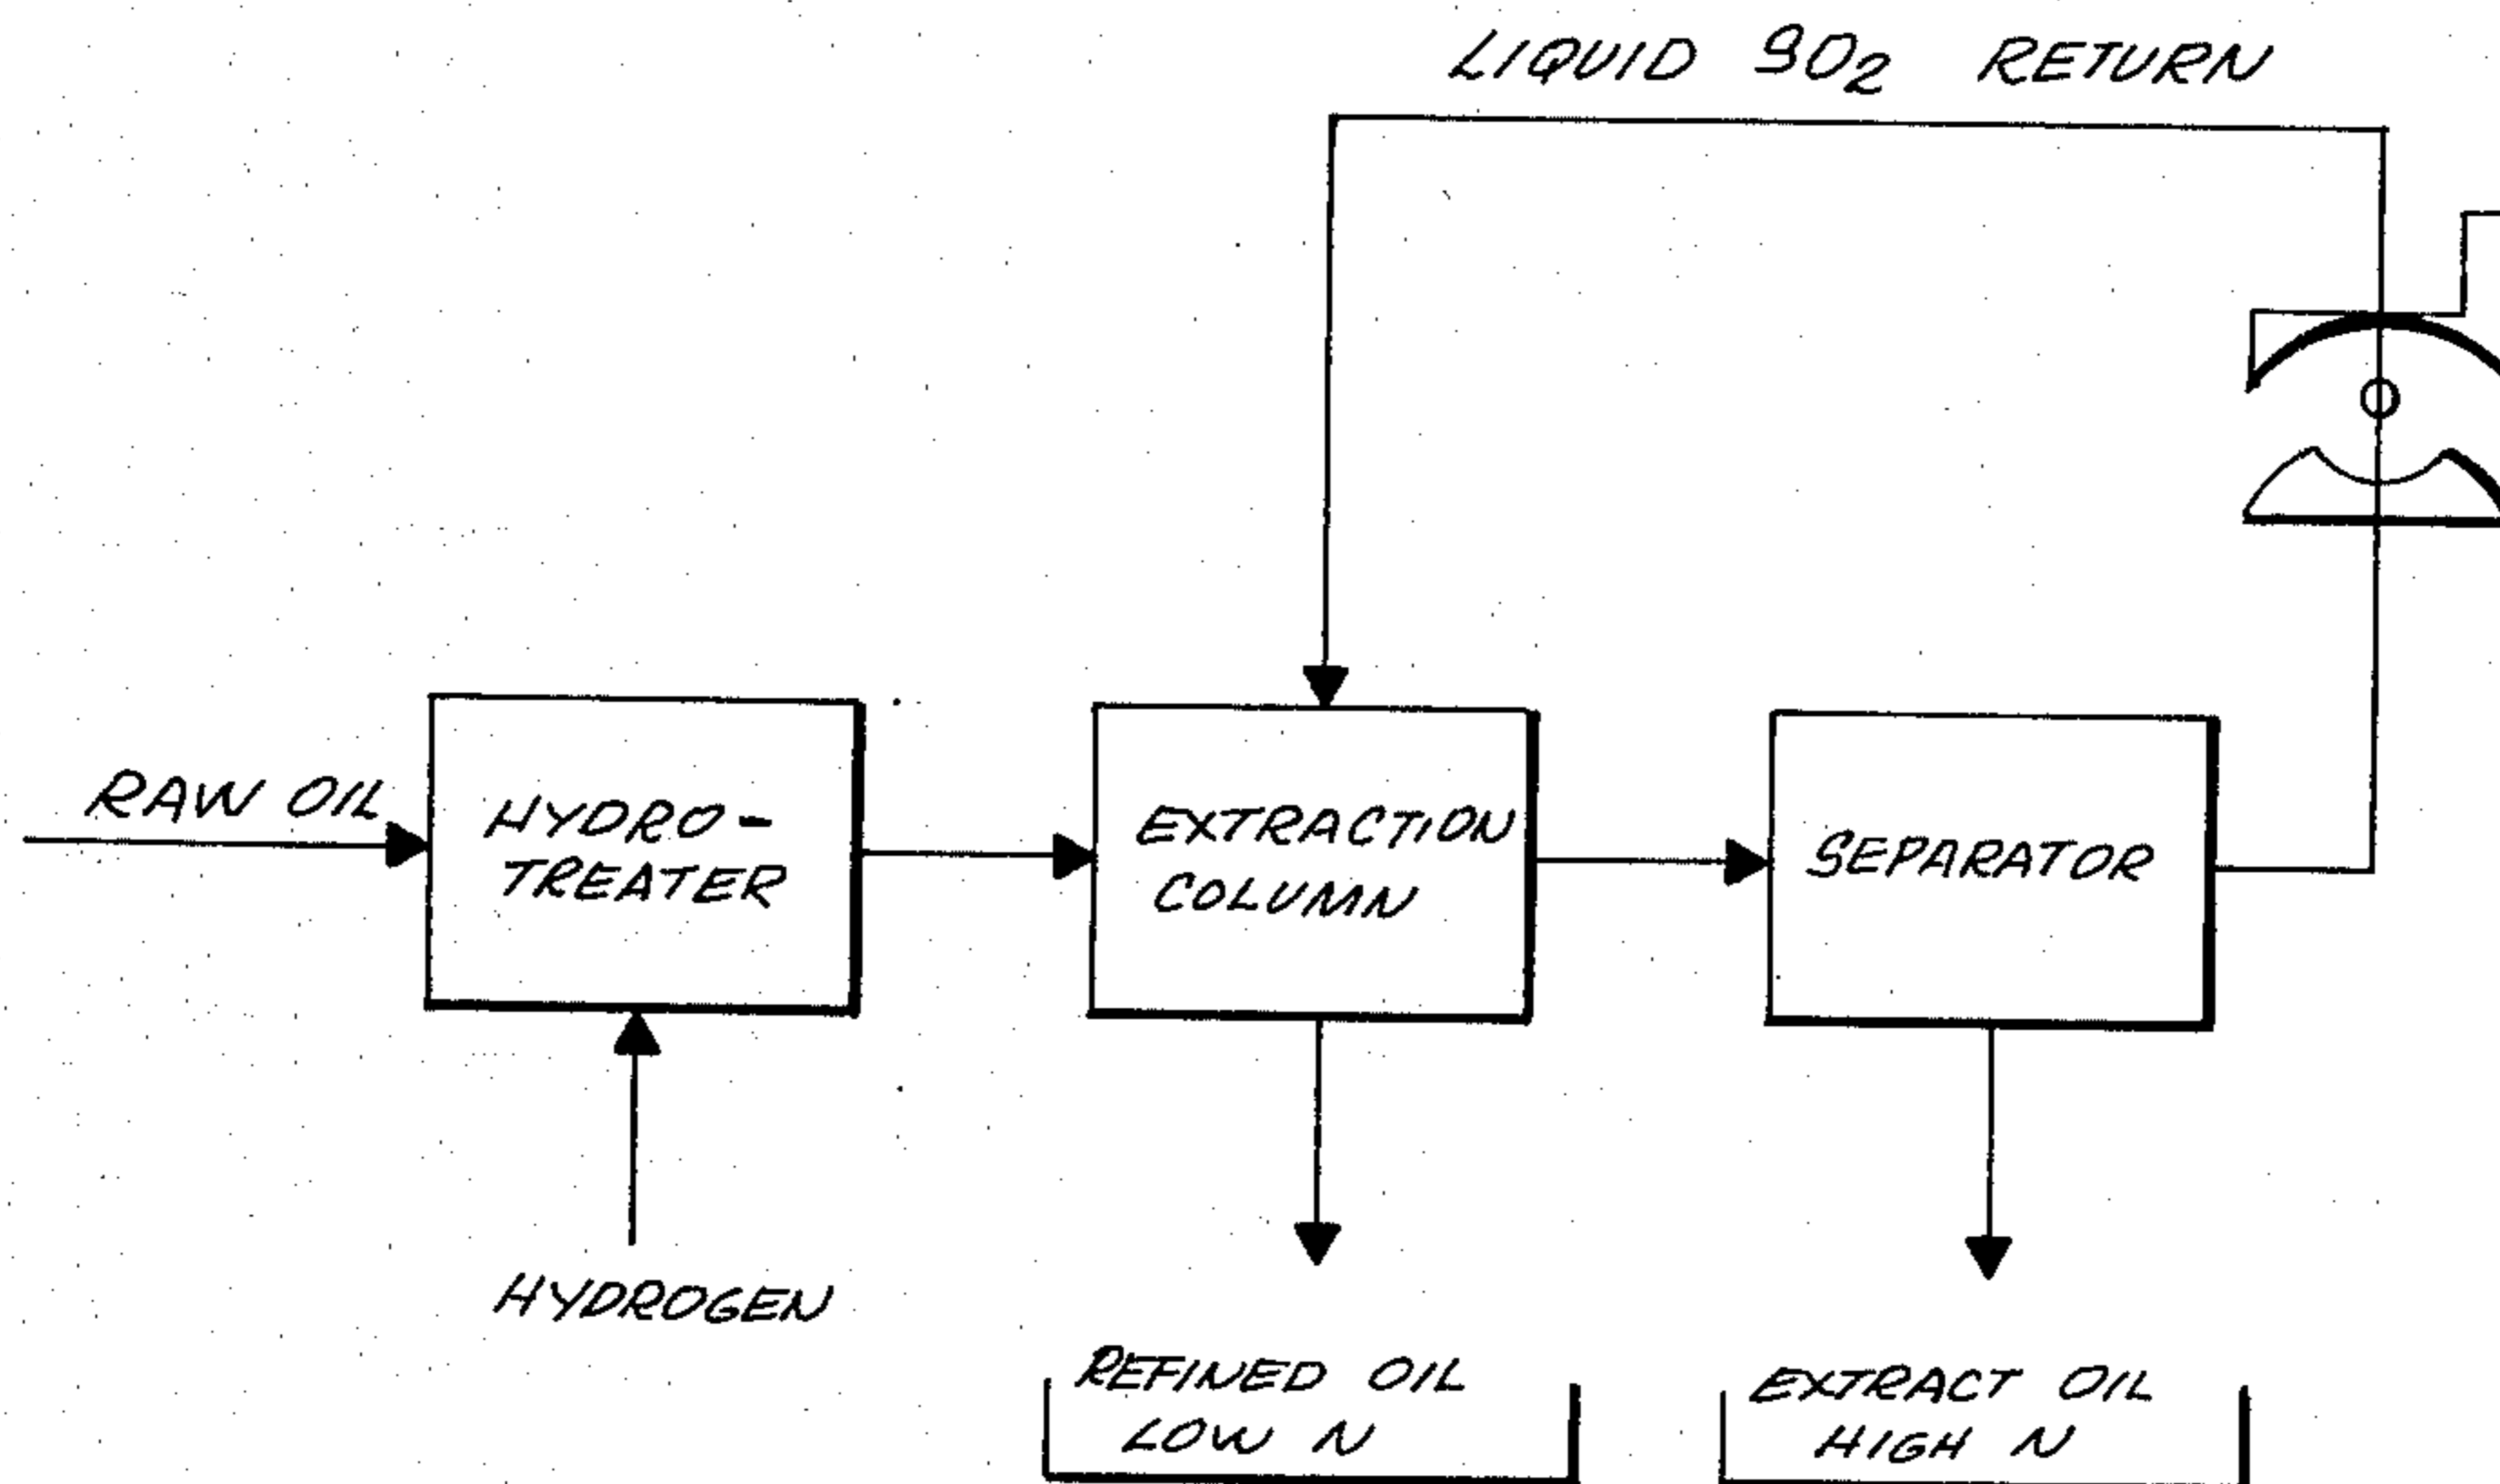 LIQUID SO2 RETURN
RAW OIL
HYDRO-
TREATER
EXTRACTION
COLUMN
SEPARATOR
HYDROGEN
REFINED OIL
LOW N
EXTRACT OIL
HIGH N